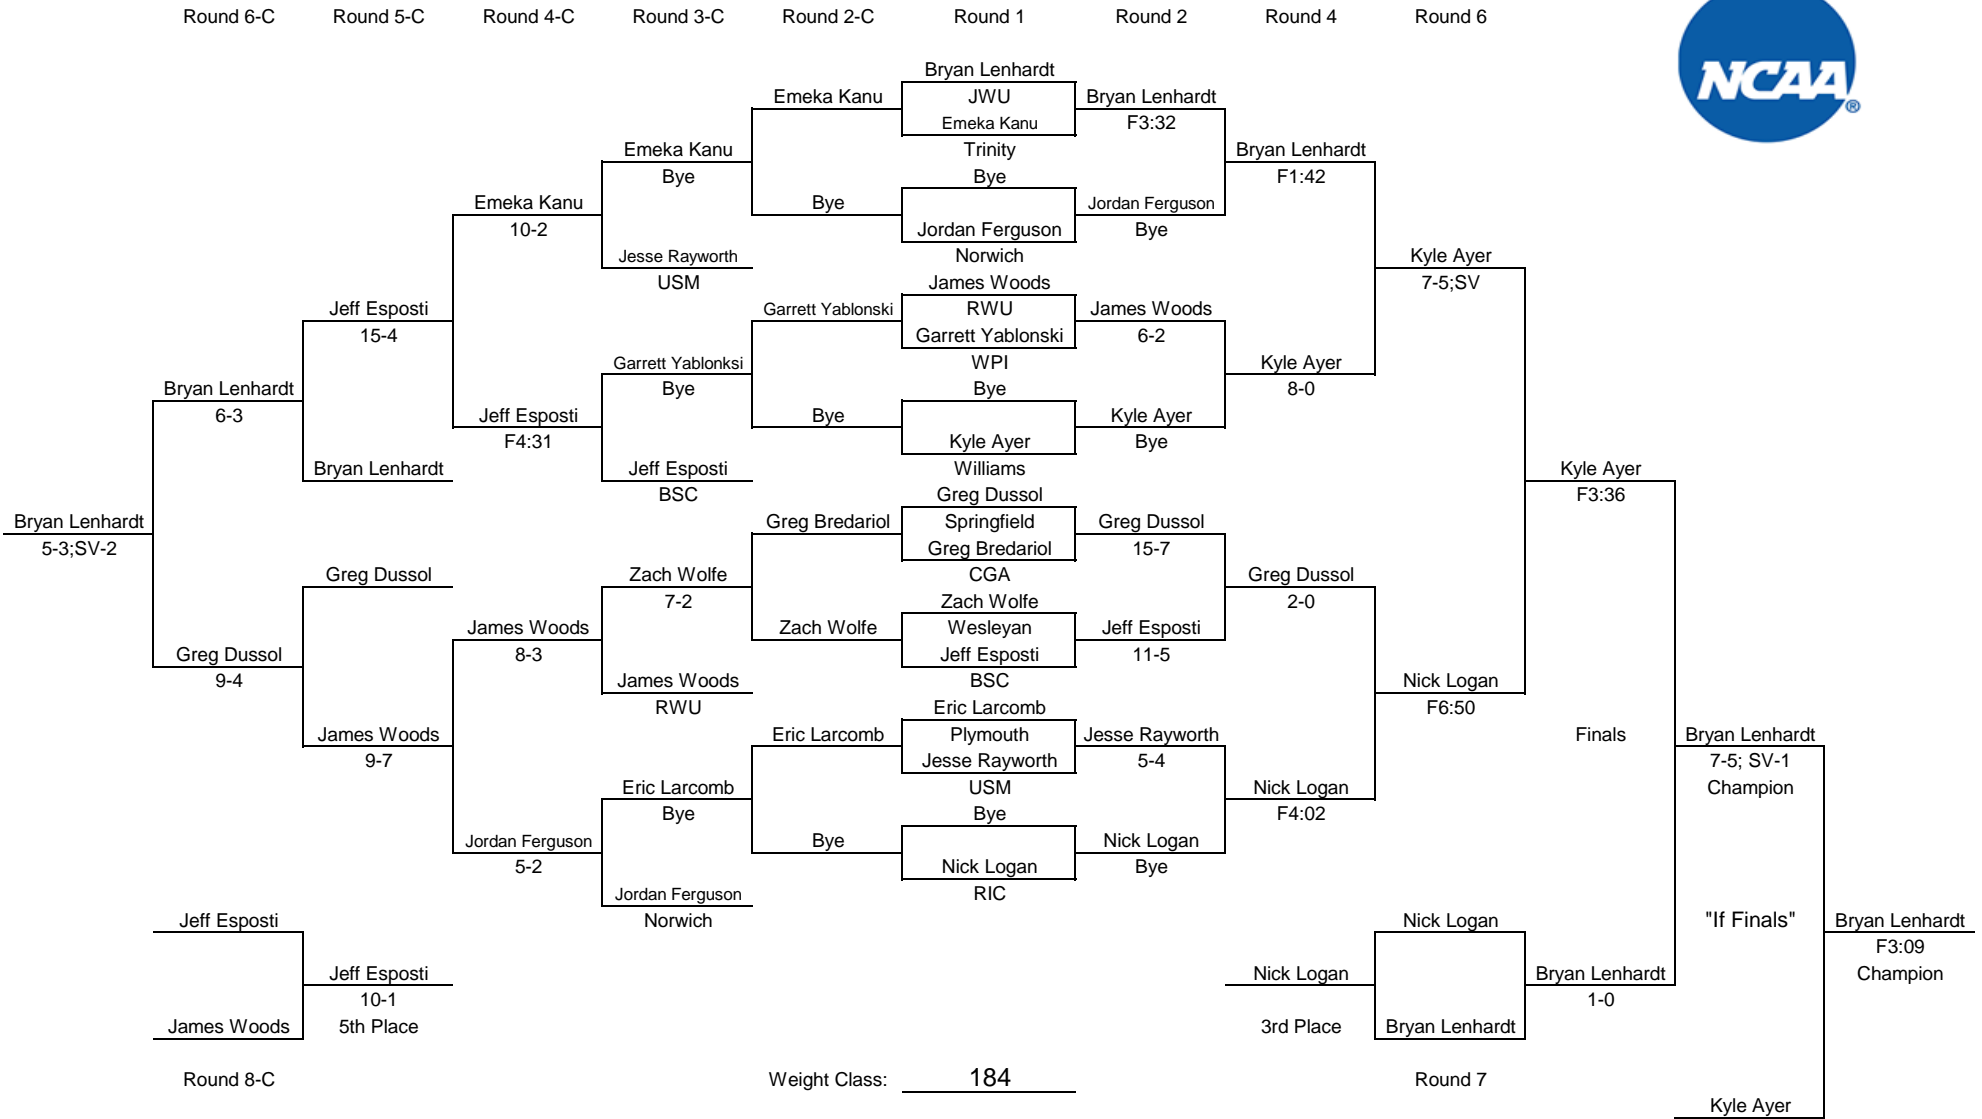 Round 6-C Round 5-C Round 4-C Round 3-C Round 2-C Round 1 Round 2 Round 4 Round 6
NCAA ®
Bryan Lenhardt
Emeka Kanu JWU Bryan Lenhardt
Emeka Kanu F3:32
Emeka Kanu Trinity Bryan Lenhardt
Bye Bye F1:42
Emeka Kanu Bye Jordan Ferguson
10-2 Jordan Ferguson Bye
Jesse Rayworth Norwich Kyle Ayer
USM James Woods 7-5;SV
Jeff Esposti Garrett Yablonski RWU James Woods
15-4 Garrett Yablonski 6-2
Garrett Yablonksi WPI Kyle Ayer
Bryan Lenhardt Bye Bye 8-0
6-3 Jeff Esposti Bye Kyle Ayer
F4:31 Kyle Ayer Bye
Bryan Lenhardt Jeff Esposti Williams Kyle Ayer
BSC Greg Dussol F3:36
Bryan Lenhardt Greg Bredariol Springfield Greg Dussol
5-3;SV-2 Greg Bredariol 15-7
Greg Dussol Zach Wolfe CGA Greg Dussol
7-2 Zach Wolfe 2-0
James Woods Zach Wolfe Wesleyan Jeff Esposti
Greg Dussol 8-3 Jeff Esposti 11-5
9-4 James Woods BSC Nick Logan
RWU Eric Larcomb F6:50
James Woods Eric Larcomb Plymouth Jesse Rayworth Finals Bryan Lenhardt
9-7 Jesse Rayworth 5-4 7-5; SV-1
Eric Larcomb USM Nick Logan Champion
Bye Bye F4:02
Jordan Ferguson Bye Nick Logan
5-2 Nick Logan Bye
Jordan Ferguson RIC
Jeff Esposti Norwich Nick Logan "If Finals" Bryan Lenhardt
F3:09
Jeff Esposti Nick Logan Bryan Lenhardt Champion
10-1 1-0
James Woods 5th Place 3rd Place Bryan Lenhardt
Round 8-C Weight Class: 184 Round 7
Kyle Ayer